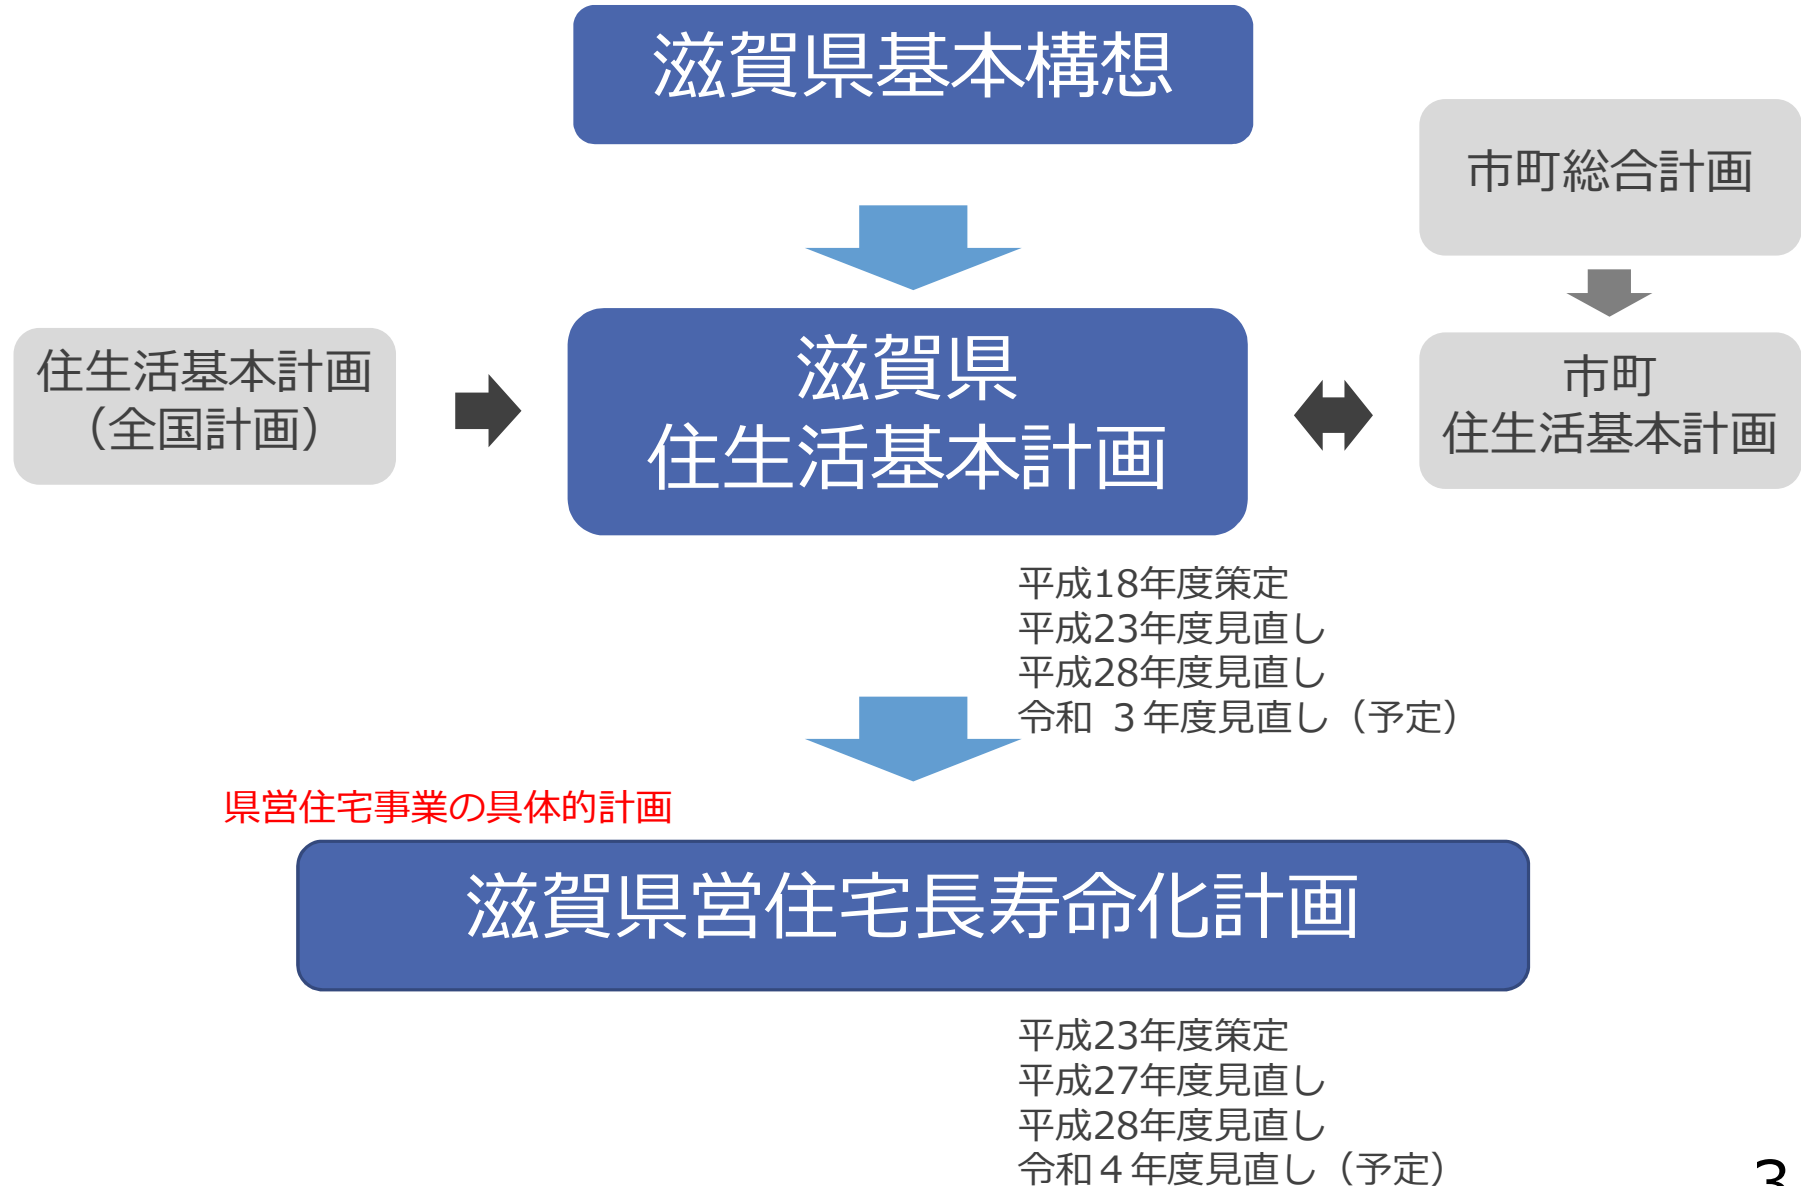 滋賀県基本構想
市町総合計画
住生活基本計画
（全国計画）
滋賀県
住生活基本計画
市町
住生活基本計画
平成18年度策定
平成23年度見直し
平成28年度見直し
令和 ３年度見直し（予定）
県営住宅事業の具体的計画
滋賀県営住宅長寿命化計画
平成23年度策定
平成27年度見直し
平成28年度見直し
令和４年度見直し（予定）
3